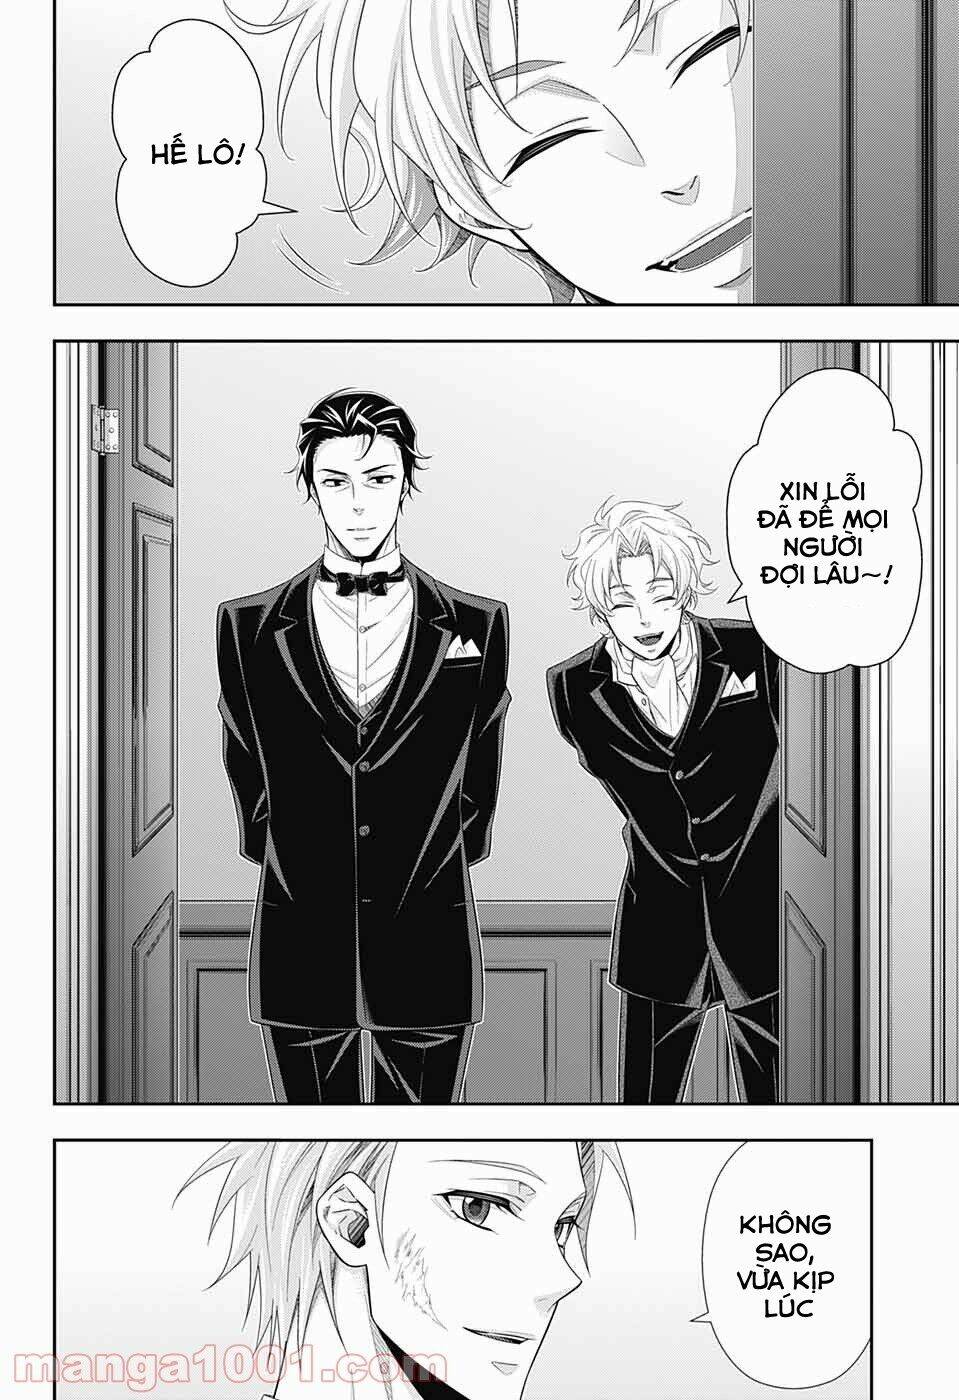 HẾ LÔ!
XIN LỖI
ĐÃ ĐỂ MỌI
NGƯỜI
ĐỢI LÂU~!
KHÔNG
SAO,
VỪA KỊP
LÚC
manga1001.com